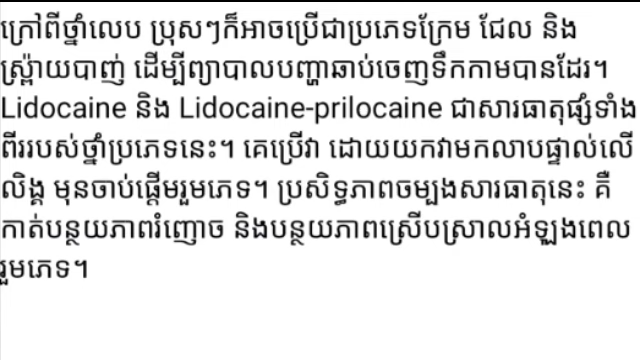 ក្រៅពីថ្នាំលេប ប្រុសៗក៏អាចប្រើជាប្រភេទក្រែម ជែល និង
ស្ព្រ៉ាយបាញ់ ដើម្បីព្យាបាលបញ្ហាឆាប់ចេញទឹកកាមបានដែរ។
Lidocaine និង Lidocaine-prilocaine ជាសារធាតុផ្សំទាំង
ពីររបស់ថ្នាំប្រភេទនេះ។ គេប្រើវា ដោយយកវាមកលាបផ្ទាល់លើ
លិង្គ មុនចាប់ផ្តើមរួមភេទ។ ប្រសិទ្ធភាពចម្បងសារធាតុនេះ គឺ
កាត់បន្ថយភាពរំញោច និងបន្ថយភាពស្រើបស្រាលអំឡុងពេល
រួមភេទ។